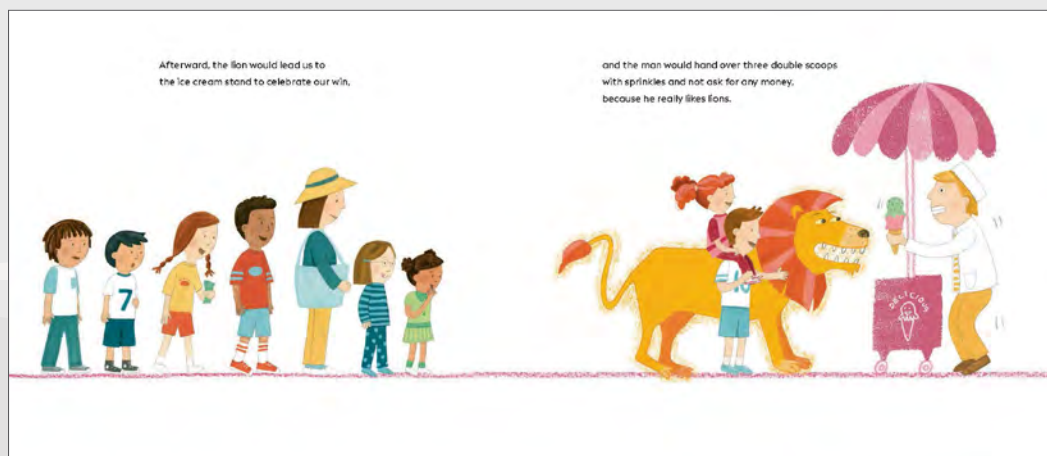 Afterward, the lion would lead us to
the ice cream stand to celebrate our win,
and the man would hand over three double scoops
with sprinkles and not ask for any money,
because he really likes lions.
7
10
DELICIOUS